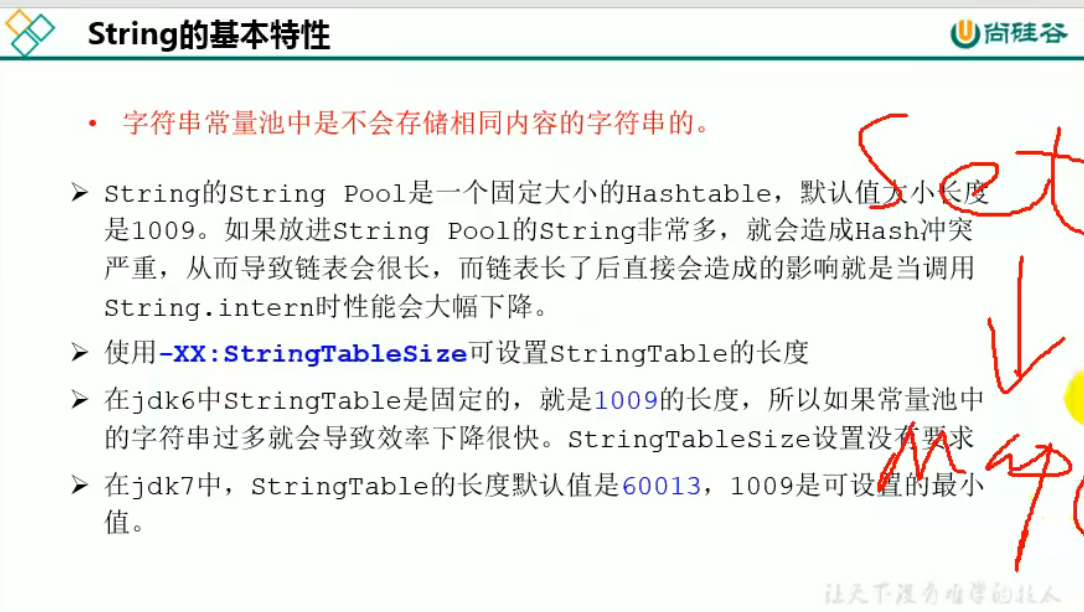 String的基本特性
尚硅谷
• 字符串常量池中是不会存储相同内容的字符串的。
Set
➢ String的String Pool是一个固定大小的Hashtable，默认值大小长度
是1009。如果放进String Pool的String非常多，就会造成Hash冲突
严重，从而导致链表会很长，而链表长了后直接会造成的影响就是当调用
String.intern时性能会大幅下降。
➢ 使用-XX:StringTableSize可设置StringTable的长度
➢ 在jdk6中StringTable是固定的，就是1009的长度，所以如果常量池中
的字符串过多就会导致效率下降很快。StringTableSize设置没有要求
Map
➢ 在jdk7中，StringTable的长度默认值是60013，1009是可设置的最小
值。
让天下没有难学的技术